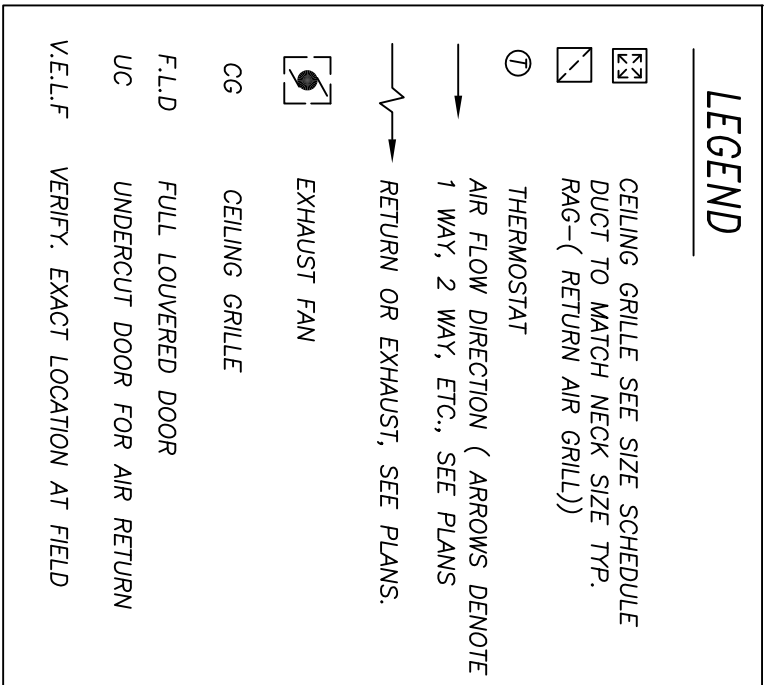 LEGEND
CEILING GRILLE SEE SIZE SCHEDULE
DUCT TO MATCH NECK SIZE TYP.
RAG-( RETURN AIR GRILL))
T THERMOSTAT
AIR FLOW DIRECTION ( ARROWS DENOTE
1 WAY, 2 WAY, ETC., SEE PLANS
RETURN OR EXHAUST, SEE PLANS.
EXHAUST FAN
CG CEILING GRILLE
F.L.D FULL LOUVERED DOOR
UC UNDERCUT DOOR FOR AIR RETURN
V.E.L.F VERIFY. EXACT LOCATION AT FIELD